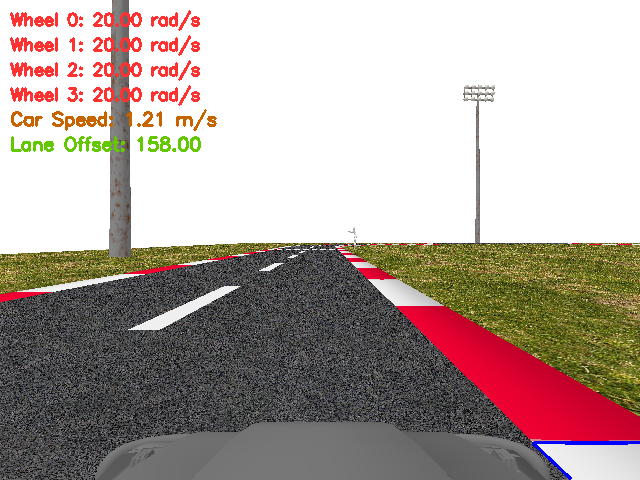 Wheel 0: 20.00 rad/s
Wheel 1: 20.00 rad/s
Wheel 2: 20.00 rad/s
Wheel 3: 20.00 rad/s
Car Speed: 1.21 m/s
Lane Offset: 158.00